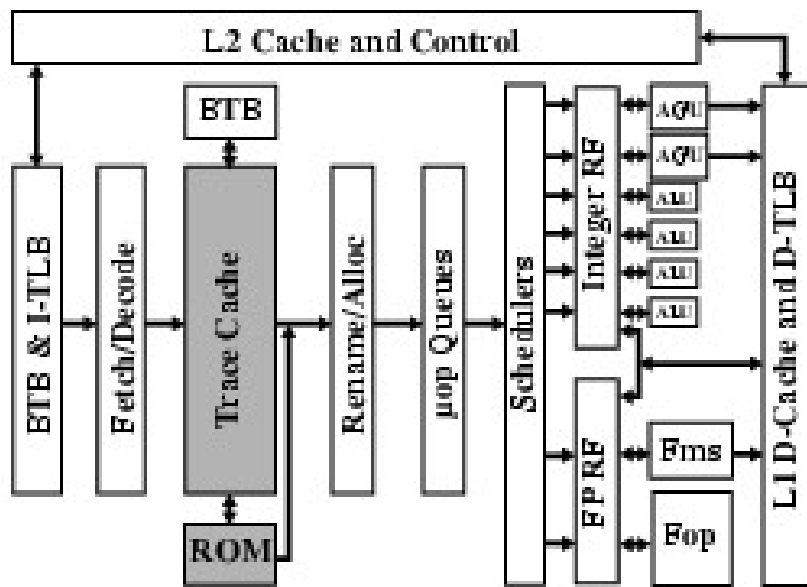 L2 Cache and Control
BTB
BTB & I-TLB
Fetch/Decode
Trace Cache
ROM
Rename/Alloc
µop Queues
Schedulers
Integer RF
FP RF
AGU
AGU
ALU
ALU
ALU
ALU
Fms
Fop
L1 D-Cache and D-TLB